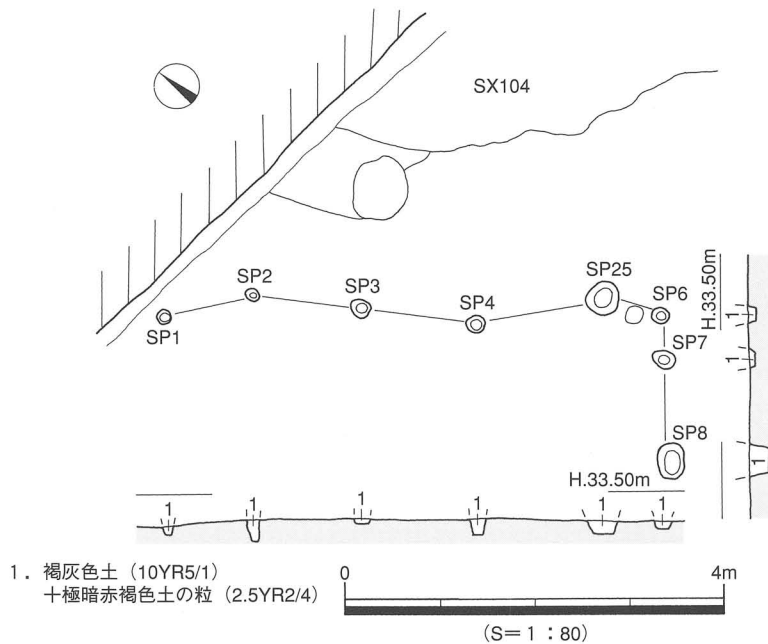 SX104
SP1
SP2
SP3
SP4
SP25
SP6
SP7
SP8
H.33.50m
1
1
1
H.33.50m
1
1
1
1
1
1
1. 褐灰色土(10YR5/1)
十極暗赤褐色土の粒(2.5YR2/4)
0
4m
(S=1:80)